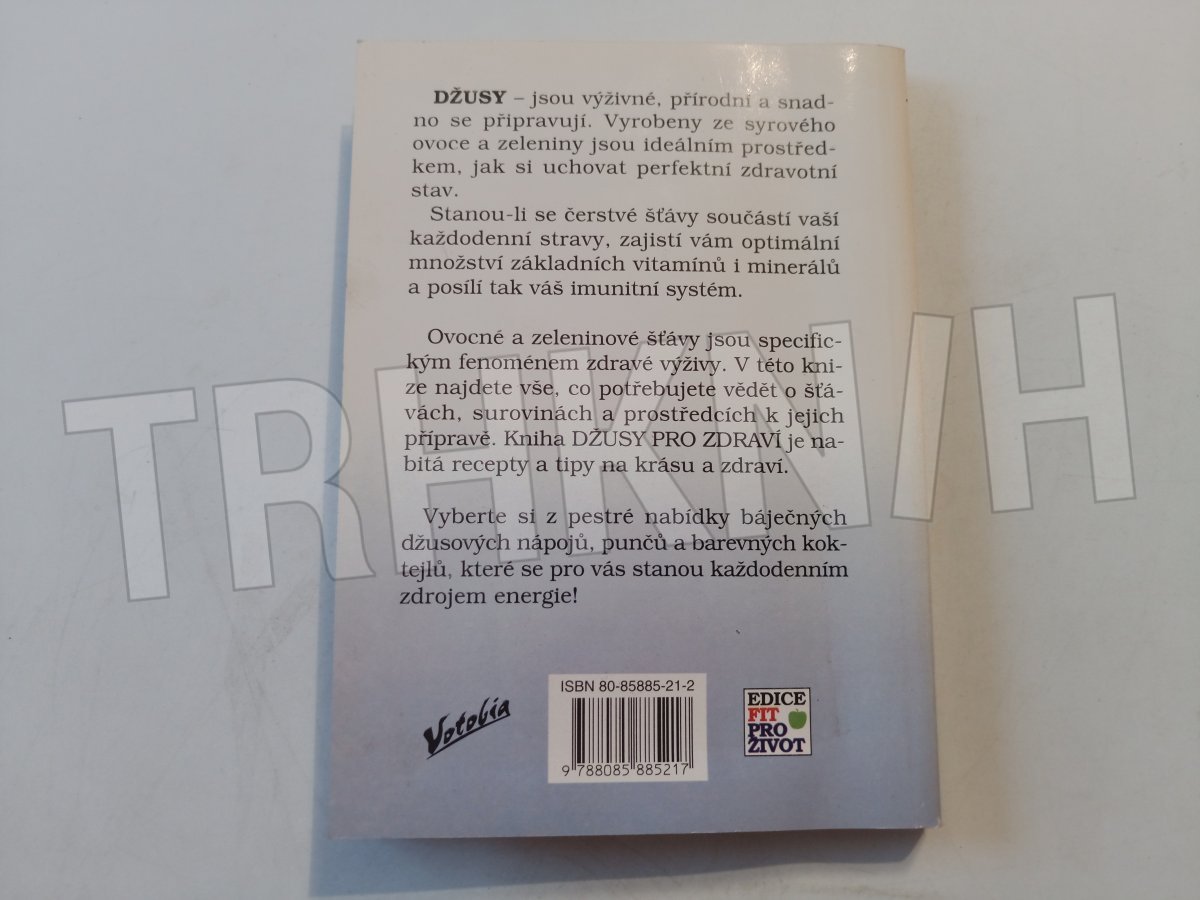 DŽUSY – jsou výživné, přírodní a snad-
no se připravují. Vyrobeny ze syrového
ovoce a zeleniny jsou ideálním prostřed-
kem, jak si uchovat perfektní zdravotní
stav.
Stanou-li se čerstvé šťávy součástí vaší
každodenní stravy, zajistí vám optimální
množství základních vitamínů i minerálů
a posílí tak váš imunitní systém.
Ovocné a zeleninové šťávy jsou specific-
kým fenoménem zdravé výživy. V této kni-
ze najdete vše, co potřebujete vědět o šťá-
vách, surovinách a prostředcích k jejich
přípravě. Kniha DŽUSY PRO ZDRAVÍ je na-
bitá recepty a tipy na krásu a zdraví.
Vyberte si z pestré nabídky báječných
džusových nápojů, punčů a barevných kok-
tejlů, které se pro vás stanou každodenním
zdrojem energie!
Votobia
ISBN 80-85885-21-2
9 788085 885217
EDICE
FIT
PRO
ŽIVOT
TRHKNIH